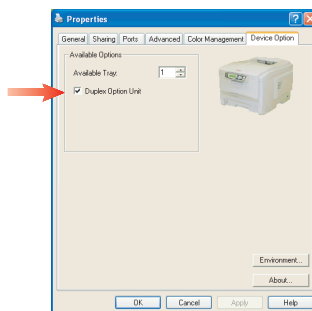 Properties
General Sharing Ports Advanced Color Management Device Option
Available Options
Available Tray: 1
Duplex Option Unit
Environment...
About...
OK Cancel Apply Help